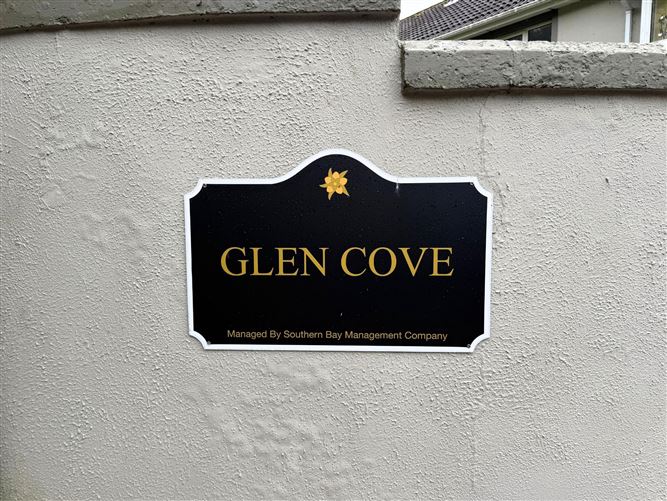 GLEN COVE
Managed By Southern Bay Management Company